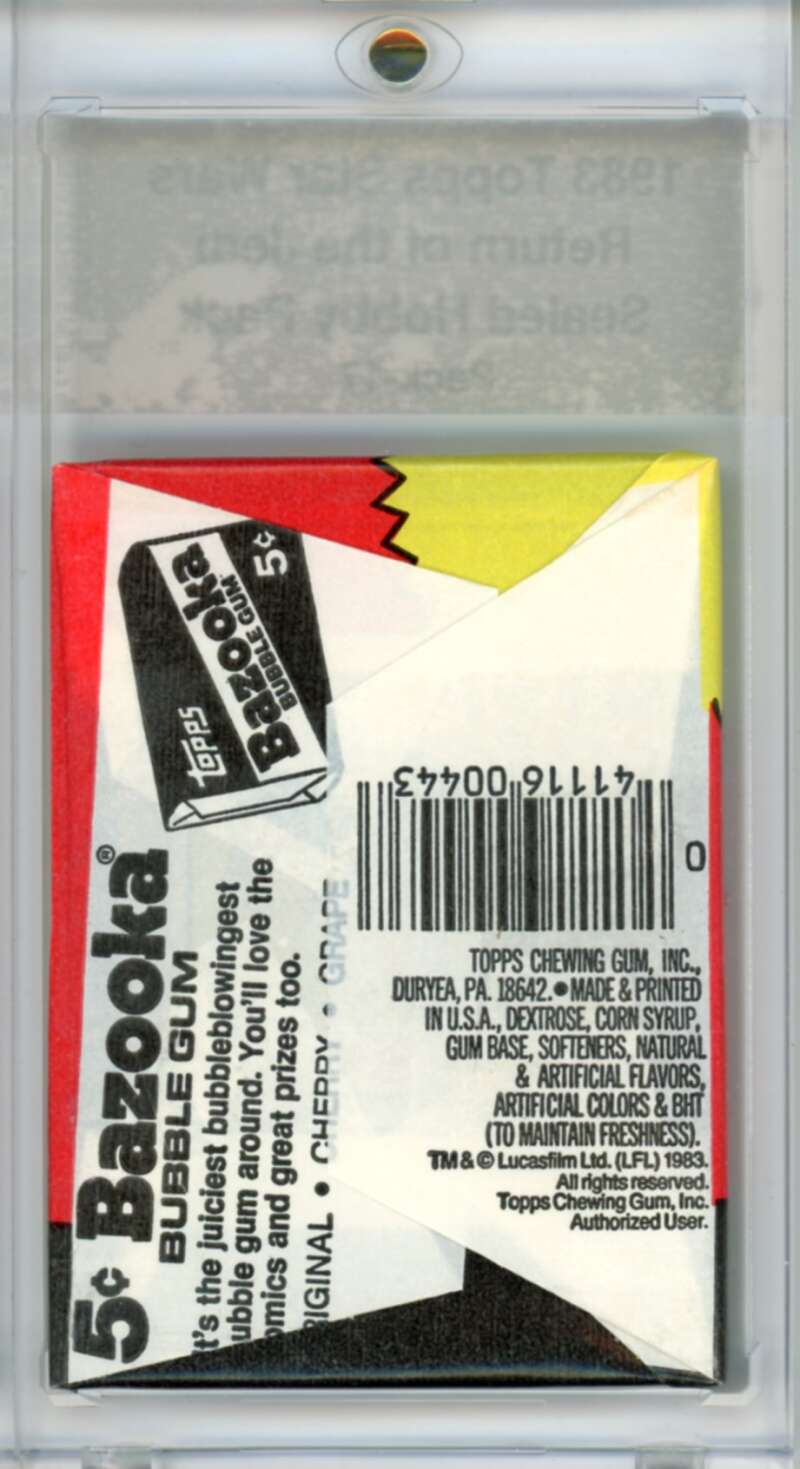 1983 Topps Star Wars
Return of the Jedi
Sealed Hobby Pack
5¢
Bazooka
BUBBLE GUM
TOPPS
5¢ Bazooka®
BUBBLE GUM
t's the juiciest bubbleblowingest
ubble gum around. You'll love the
omics and great prizes too.
RIGINAL • CHERRY • GRAPE
41116 00443
0
TOPPS CHEWING GUM, INC.,
DURYEA, PA. 18642. • MADE & PRINTED
IN U.S.A., DEXTROSE, CORN SYRUP,
GUM BASE, SOFTENERS, NATURAL
& ARTIFICIAL FLAVORS,
ARTIFICIAL COLORS & BHT
(TO MAINTAIN FRESHNESS).
TM & © Lucasfilm Ltd. (LFL) 1983.
All rights reserved.
Topps Chewing Gum, Inc.
Authorized User.